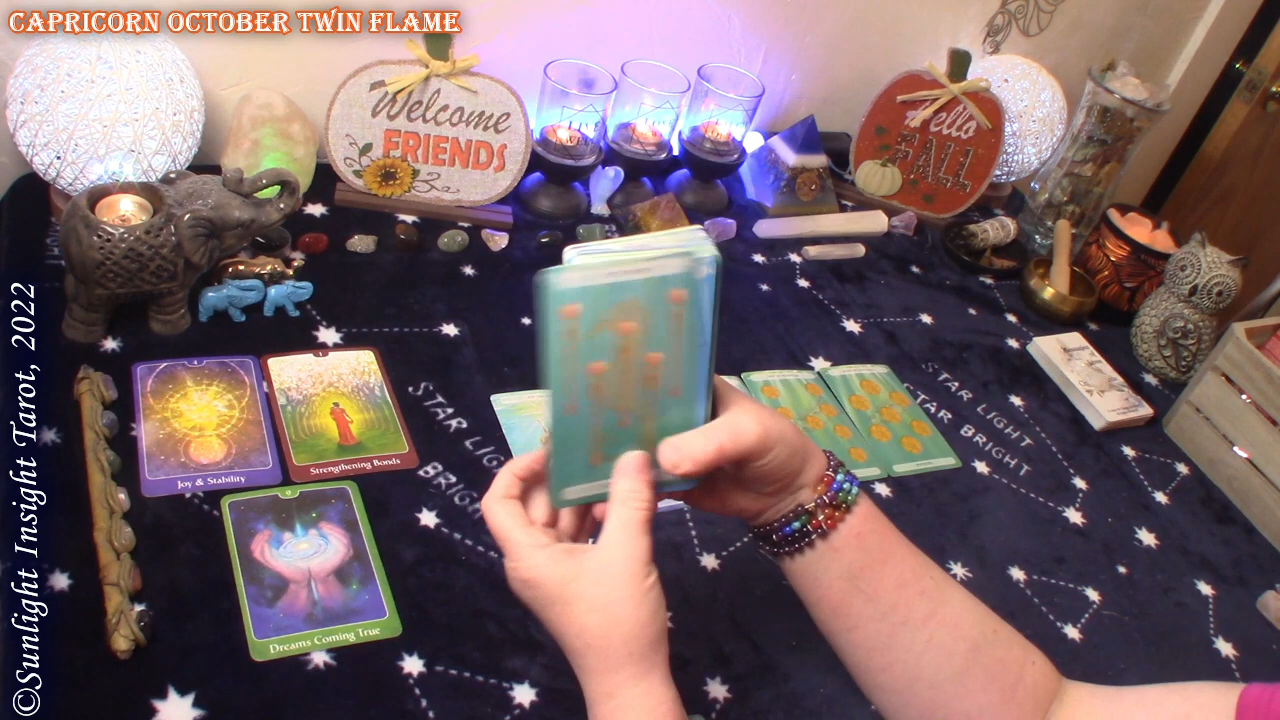 CAPRICORN OCTOBER TWIN FLAME
©Sunlight Insight Tarot, 2022
Welcome
FRIENDS
Hello
FALL
Joy & Stability
Strengthening Bonds
Dreams Coming True
STAR LIGHT
BRIGHT
STAR LIGHT
STAR BRIGHT